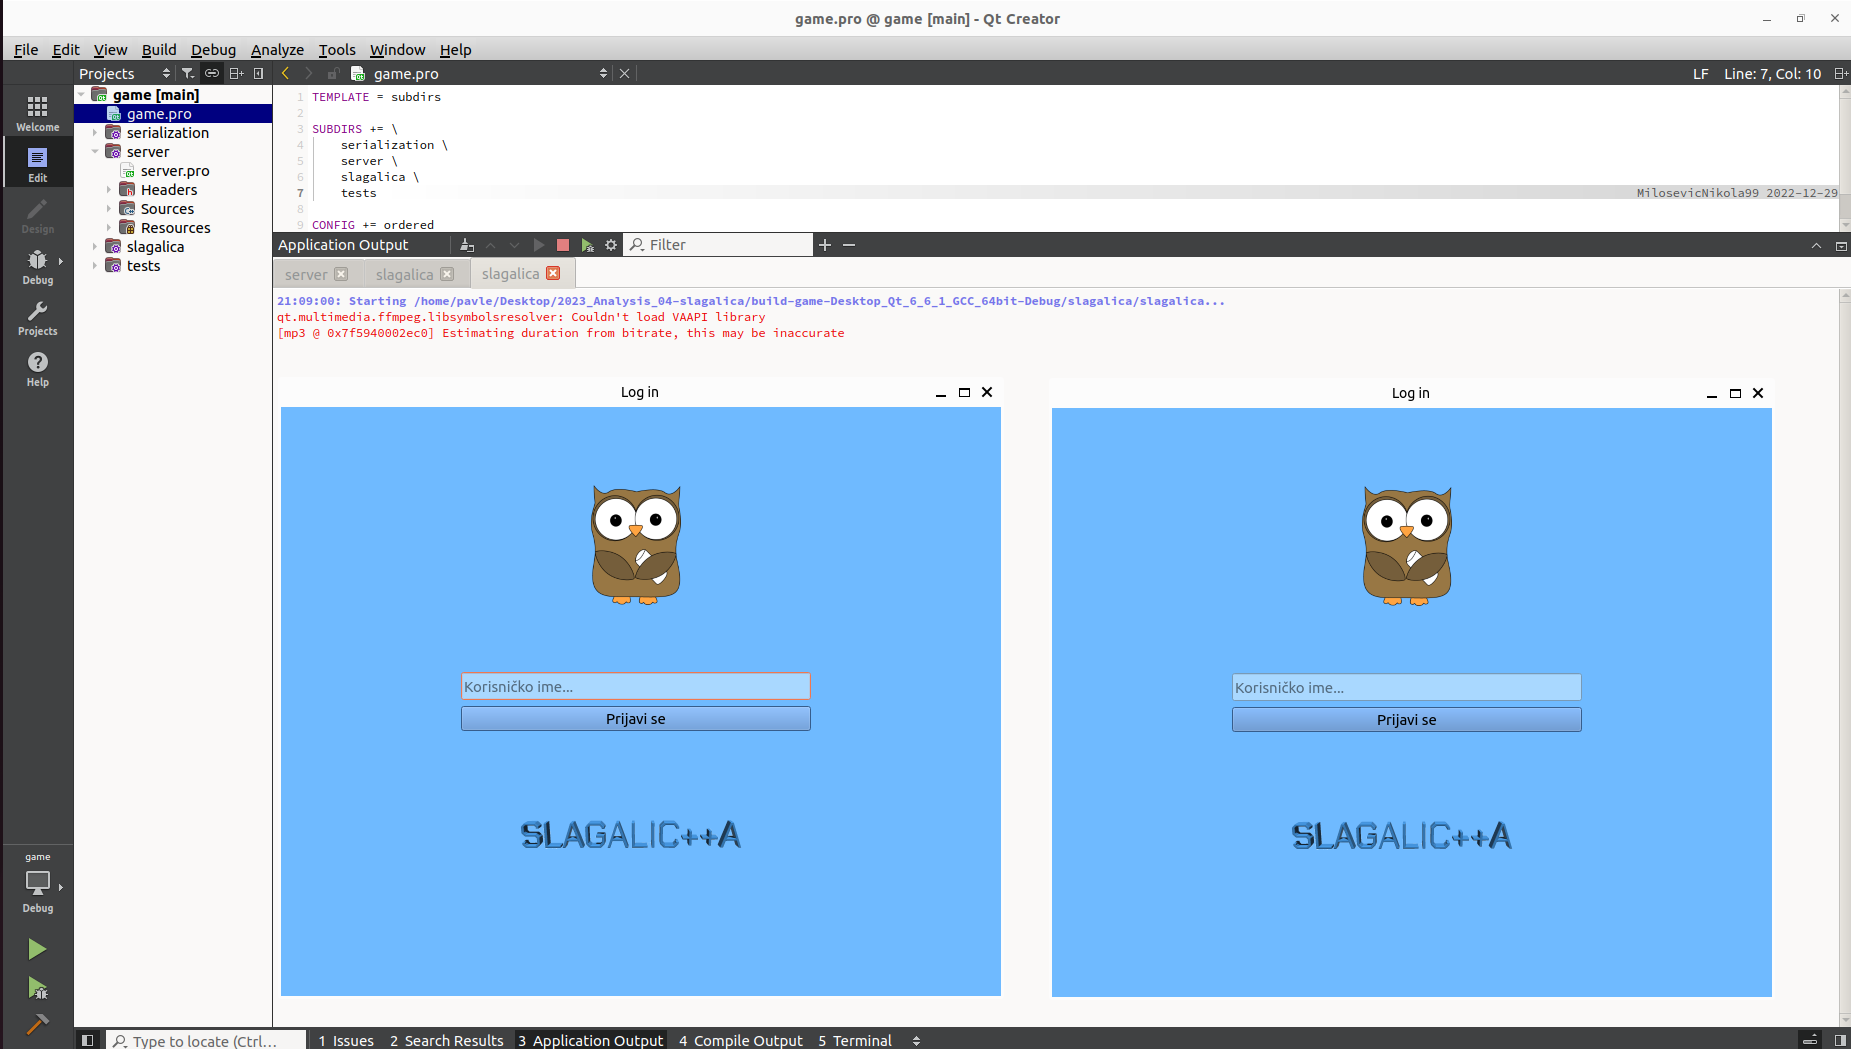 game.pro @ game [main] - Qt Creator
File Edit View Build Debug Analyze Tools Window Help
Projects
game.pro
LF Line: 7, Col: 10
Welcome
Edit
Design
Debug
Projects
Help
game
Debug
game [main]
game.pro
serialization
server
server.pro
Headers
Sources
Resources
slagalica
tests
1 TEMPLATE = subdirs
2
3 SUBDIRS += \
4 serialization \
5 server \
6 slagalica \
7 tests MilosevicNikola99 2022-12-29
8
9 CONFIG += ordered
Application Output Filter
server slagalica slagalica
21:09:00: Starting /home/pavle/Desktop/2023_Analysis_04-slagalica/build-game-Desktop_Qt_6_6_1_GCC_64bit-Debug/slagalica/slagalica...
qt.multimedia.ffmpeg.libsymbolsresolver: Couldn't load VAAPI library
[mp3 @ 0x7f5940002ec0] Estimating duration from bitrate, this may be inaccurate
Log in
Korisničko ime...
Prijavi se
SLAGALIC++A
Log in
Korisničko ime...
Prijavi se
SLAGALIC++A
Type to locate (Ctrl... 1 Issues 2 Search Results 3 Application Output 4 Compile Output 5 Terminal